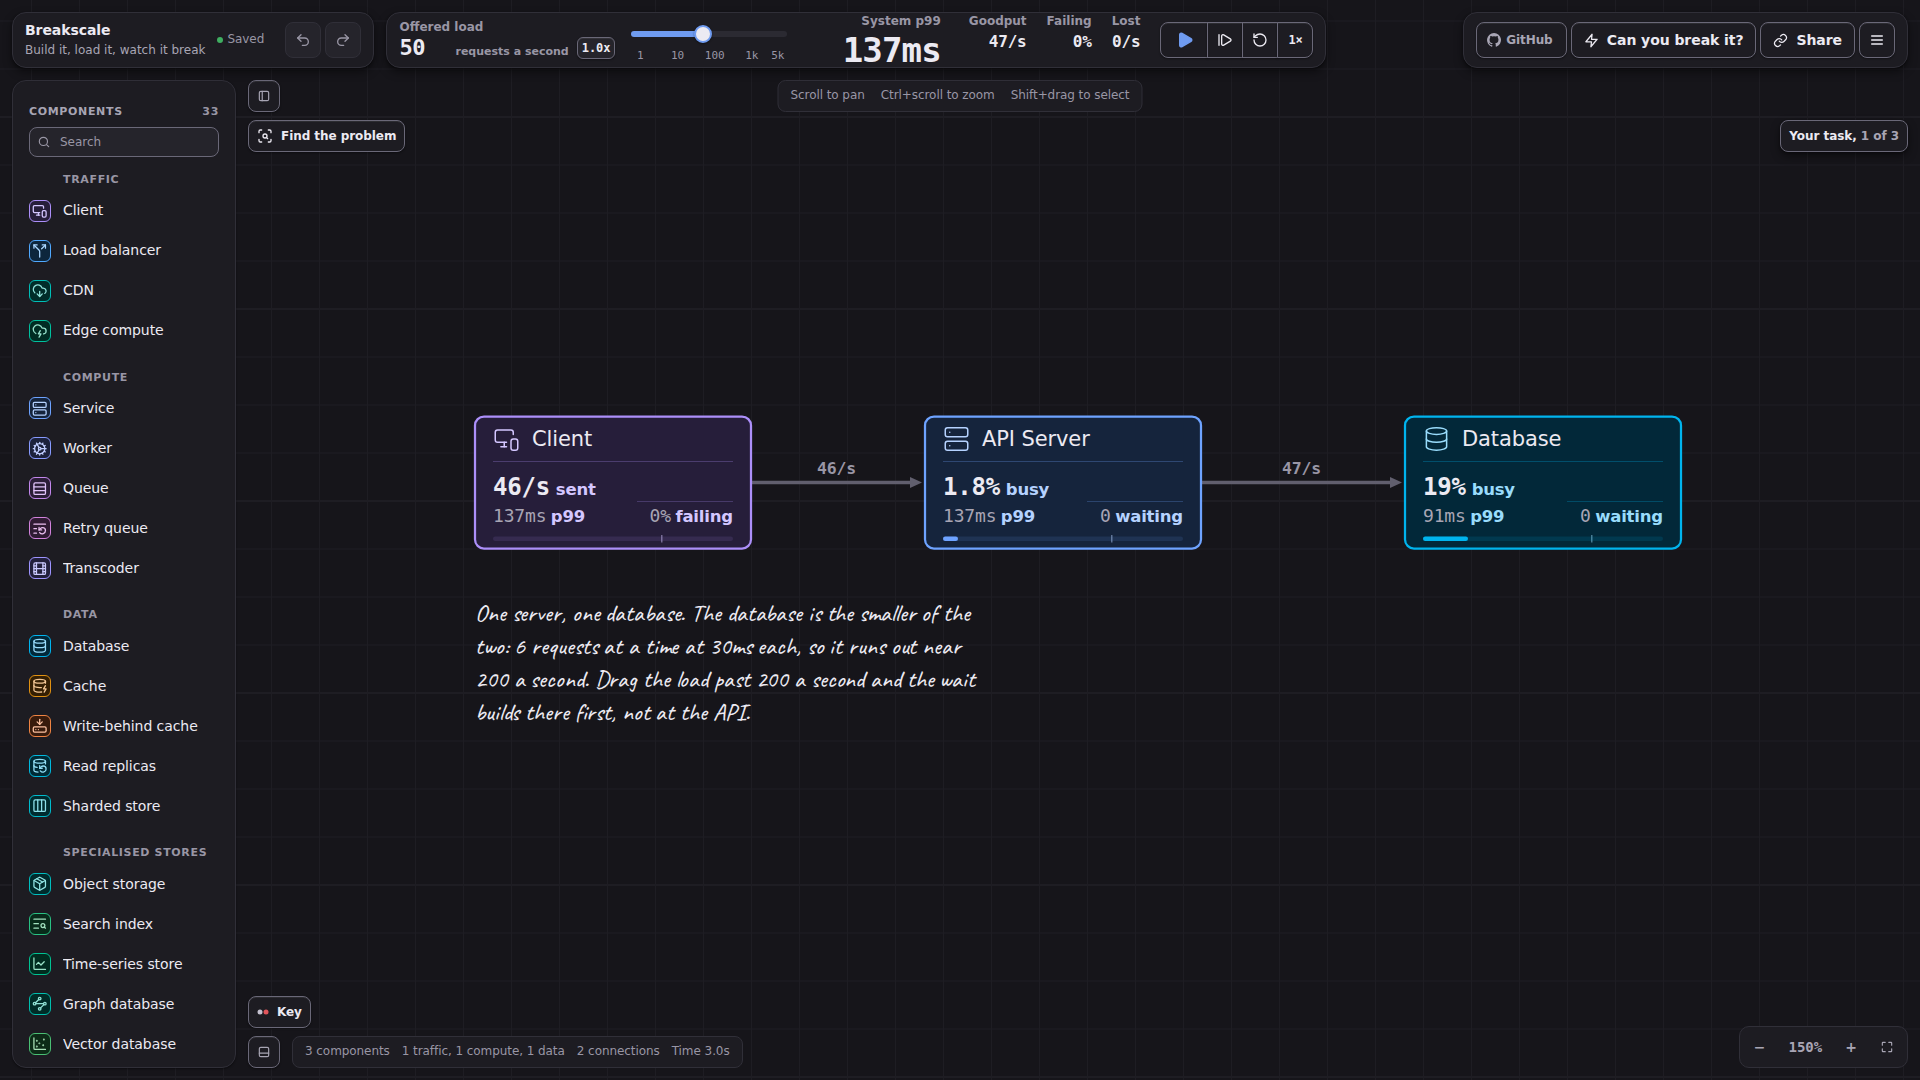 Breakscale
Build it, load it, watch it break
Saved
Offered load
50 requests a second 1.0x
1 10 100 1k 5k
System p99
137ms
Goodput
47/s
Failing
0%
Lost
0/s
1×
GitHub
Can you break it?
Share
COMPONENTS 33
Search
TRAFFIC
Client
Load balancer
CDN
Edge compute
COMPUTE
Service
Worker
Queue
Retry queue
Transcoder
DATA
Database
Cache
Write-behind cache
Read replicas
Sharded store
SPECIALISED STORES
Object storage
Search index
Time-series store
Graph database
Vector database
Scroll to pan Ctrl+scroll to zoom Shift+drag to select
Find the problem
Your task, 1 of 3
Client
46/s sent
137ms p99 0% failing
46/s
API Server
1.8% busy
137ms p99 0 waiting
47/s
Database
19% busy
91ms p99 0 waiting
One server, one database. The database is the smaller of the
two: 6 requests at a time at 30ms each, so it runs out near
200 a second. Drag the load past 200 a second and the wait
builds there first, not at the API.
Key
3 components 1 traffic, 1 compute, 1 data 2 connections Time 3.0s
− 150% +